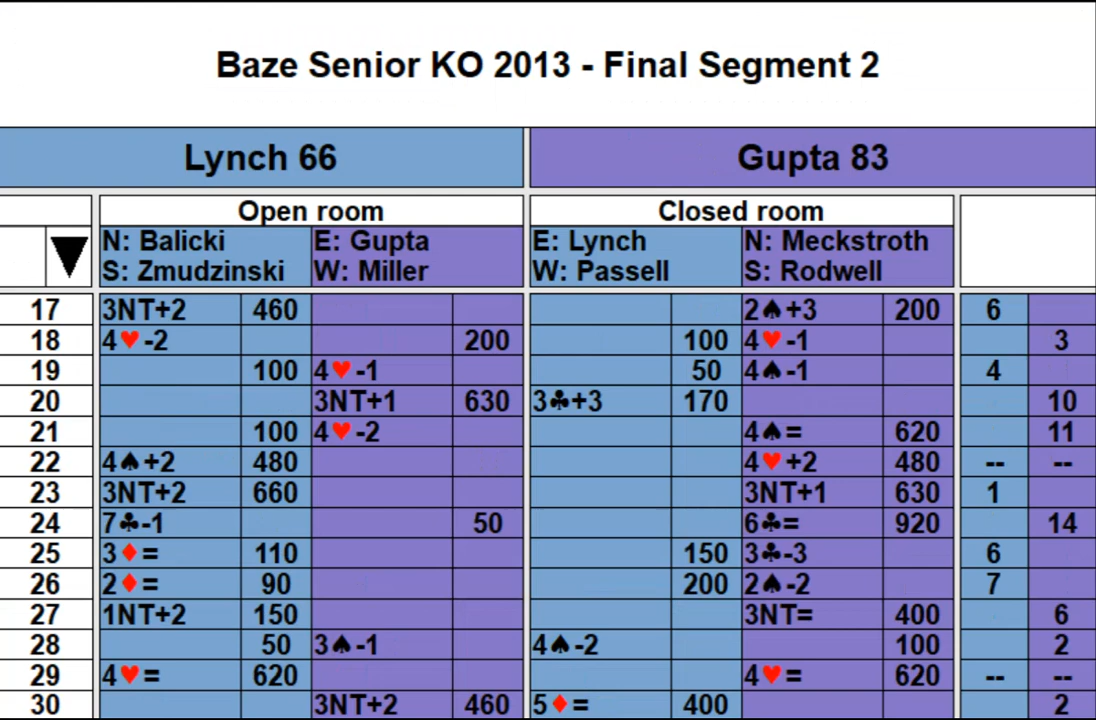 Baze Senior KO 2013 - Final Segment 2
Lynch 66 Gupta 83
Open room Closed room
▼ N: Balicki E: Gupta E: Lynch N: Meckstroth
S: Zmudzinski W: Miller W: Passell S: Rodwell
17 3NT+2 460 2♠+3 200 6
18 4♥-2 200 100 4♥-1 3
19 100 4♥-1 50 4♠-1 4
20 3NT+1 630 3♣+3 170 10
21 100 4♥-2 4♠= 620 11
22 4♠+2 480 4♥+2 480 -- --
23 3NT+2 660 3NT+1 630 1
24 7♣-1 50 6♣= 920 14
25 3♦= 110 150 3♣-3 6
26 2♦= 90 200 2♠-2 7
27 1NT+2 150 3NT= 400 6
28 50 3♠-1 4♠-2 100 2
29 4♥= 620 4♥= 620 -- --
30 3NT+2 460 5♦= 400 2